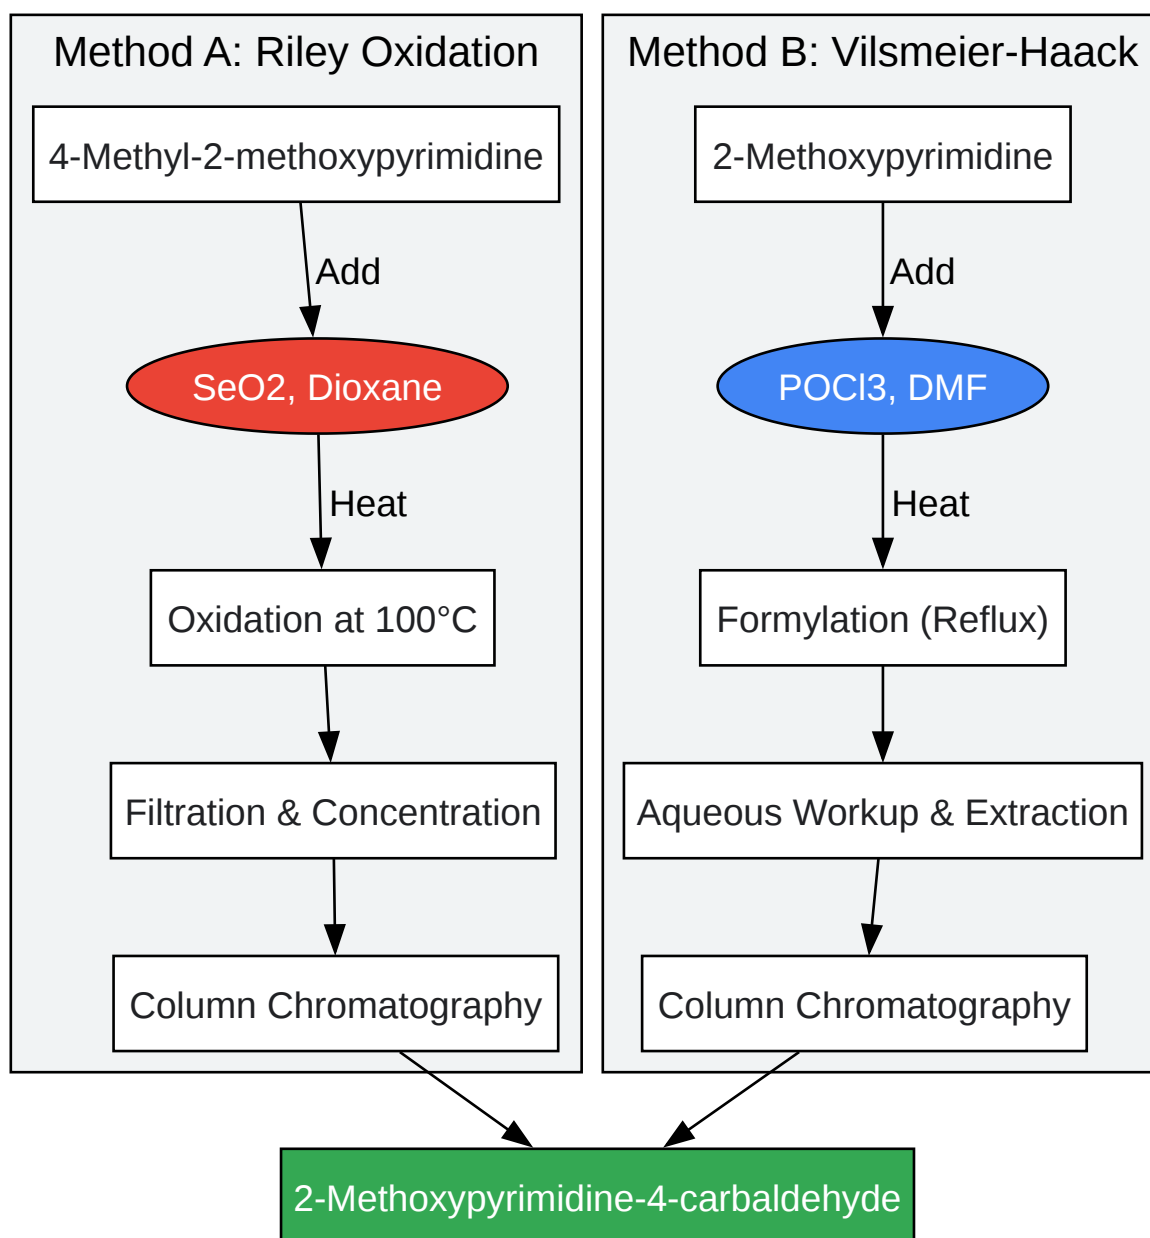 Method A: Riley Oxidation
4-Methyl-2-methoxypyrimidine
Add
SeO2, Dioxane
Heat
Oxidation at 100°C
Filtration & Concentration
Column Chromatography
Method B: Vilsmeier-Haack
2-Methoxypyrimidine
Add
POCl3, DMF
Heat
Formylation (Reflux)
Aqueous Workup & Extraction
Column Chromatography
2-Methoxypyrimidine-4-carbaldehyde